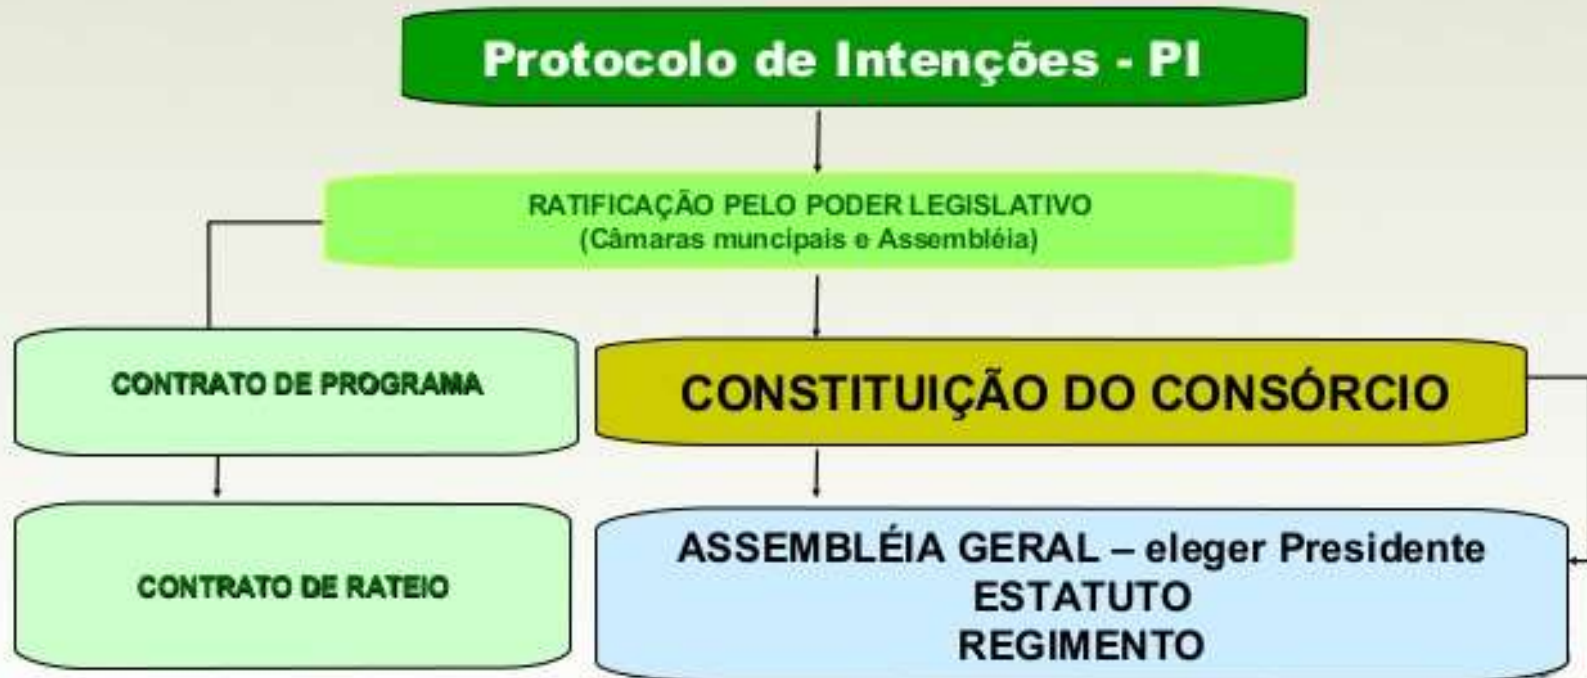 Protocolo de Intenções - PI
RATIFICAÇÃO PELO PODER LEGISLATIVO
(Câmaras muncipais e Assembléia)
CONTRATO DE PROGRAMA
CONSTITUIÇÃO DO CONSÓRCIO
CONTRATO DE RATEIO
ASSEMBLÉIA GERAL – eleger Presidente
ESTATUTO
REGIMENTO